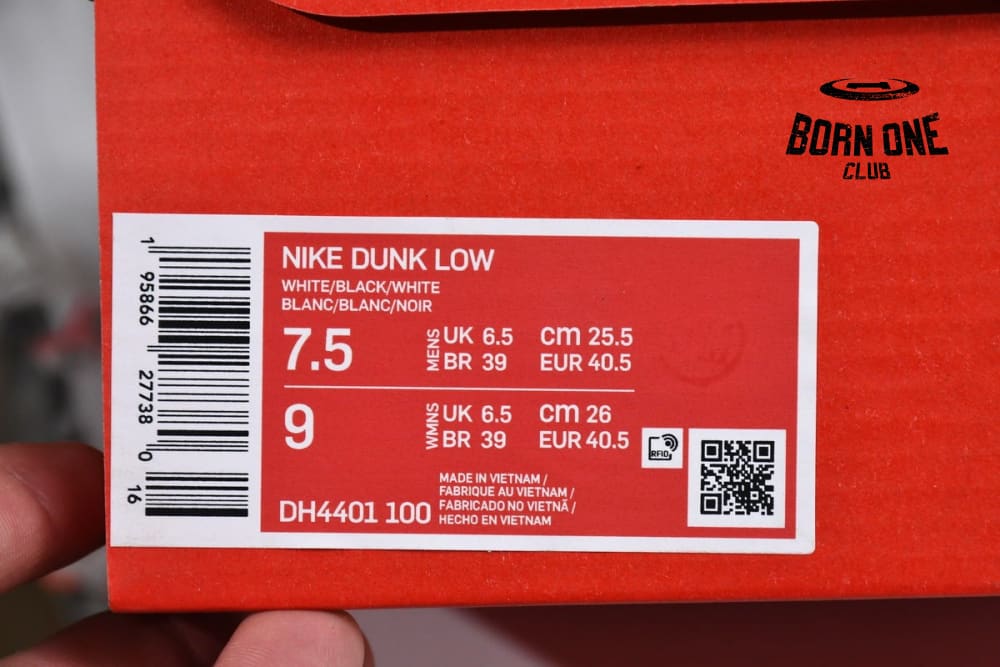 BORN ONE
CLUB
NIKE DUNK LOW
WHITE/BLACK/WHITE
BLANC/BLANC/NOIR
7.5 MENS UK 6.5 cm 25.5
BR 39 EUR 40.5
9 WMNS UK 6.5 cm 26
BR 39 EUR 40.5
RFID
MADE IN VIETNAM /
FABRIQUE AU VIETNAM /
FABRICADO NO VIETNÃ /
HECHO EN VIETNAM
DH4401 100
1 95866 27738 0 16